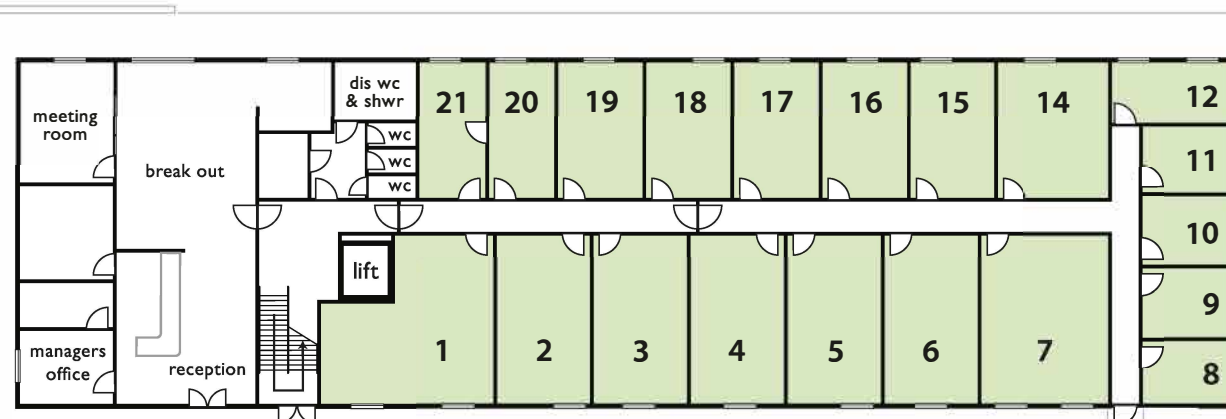 meeting
room
break out
dis wc
& shwr
wc
wc
wc
21
20
19
18
17
16
15
14
12
11
10
9
8
lift
managers
office
reception
1
2
3
4
5
6
7